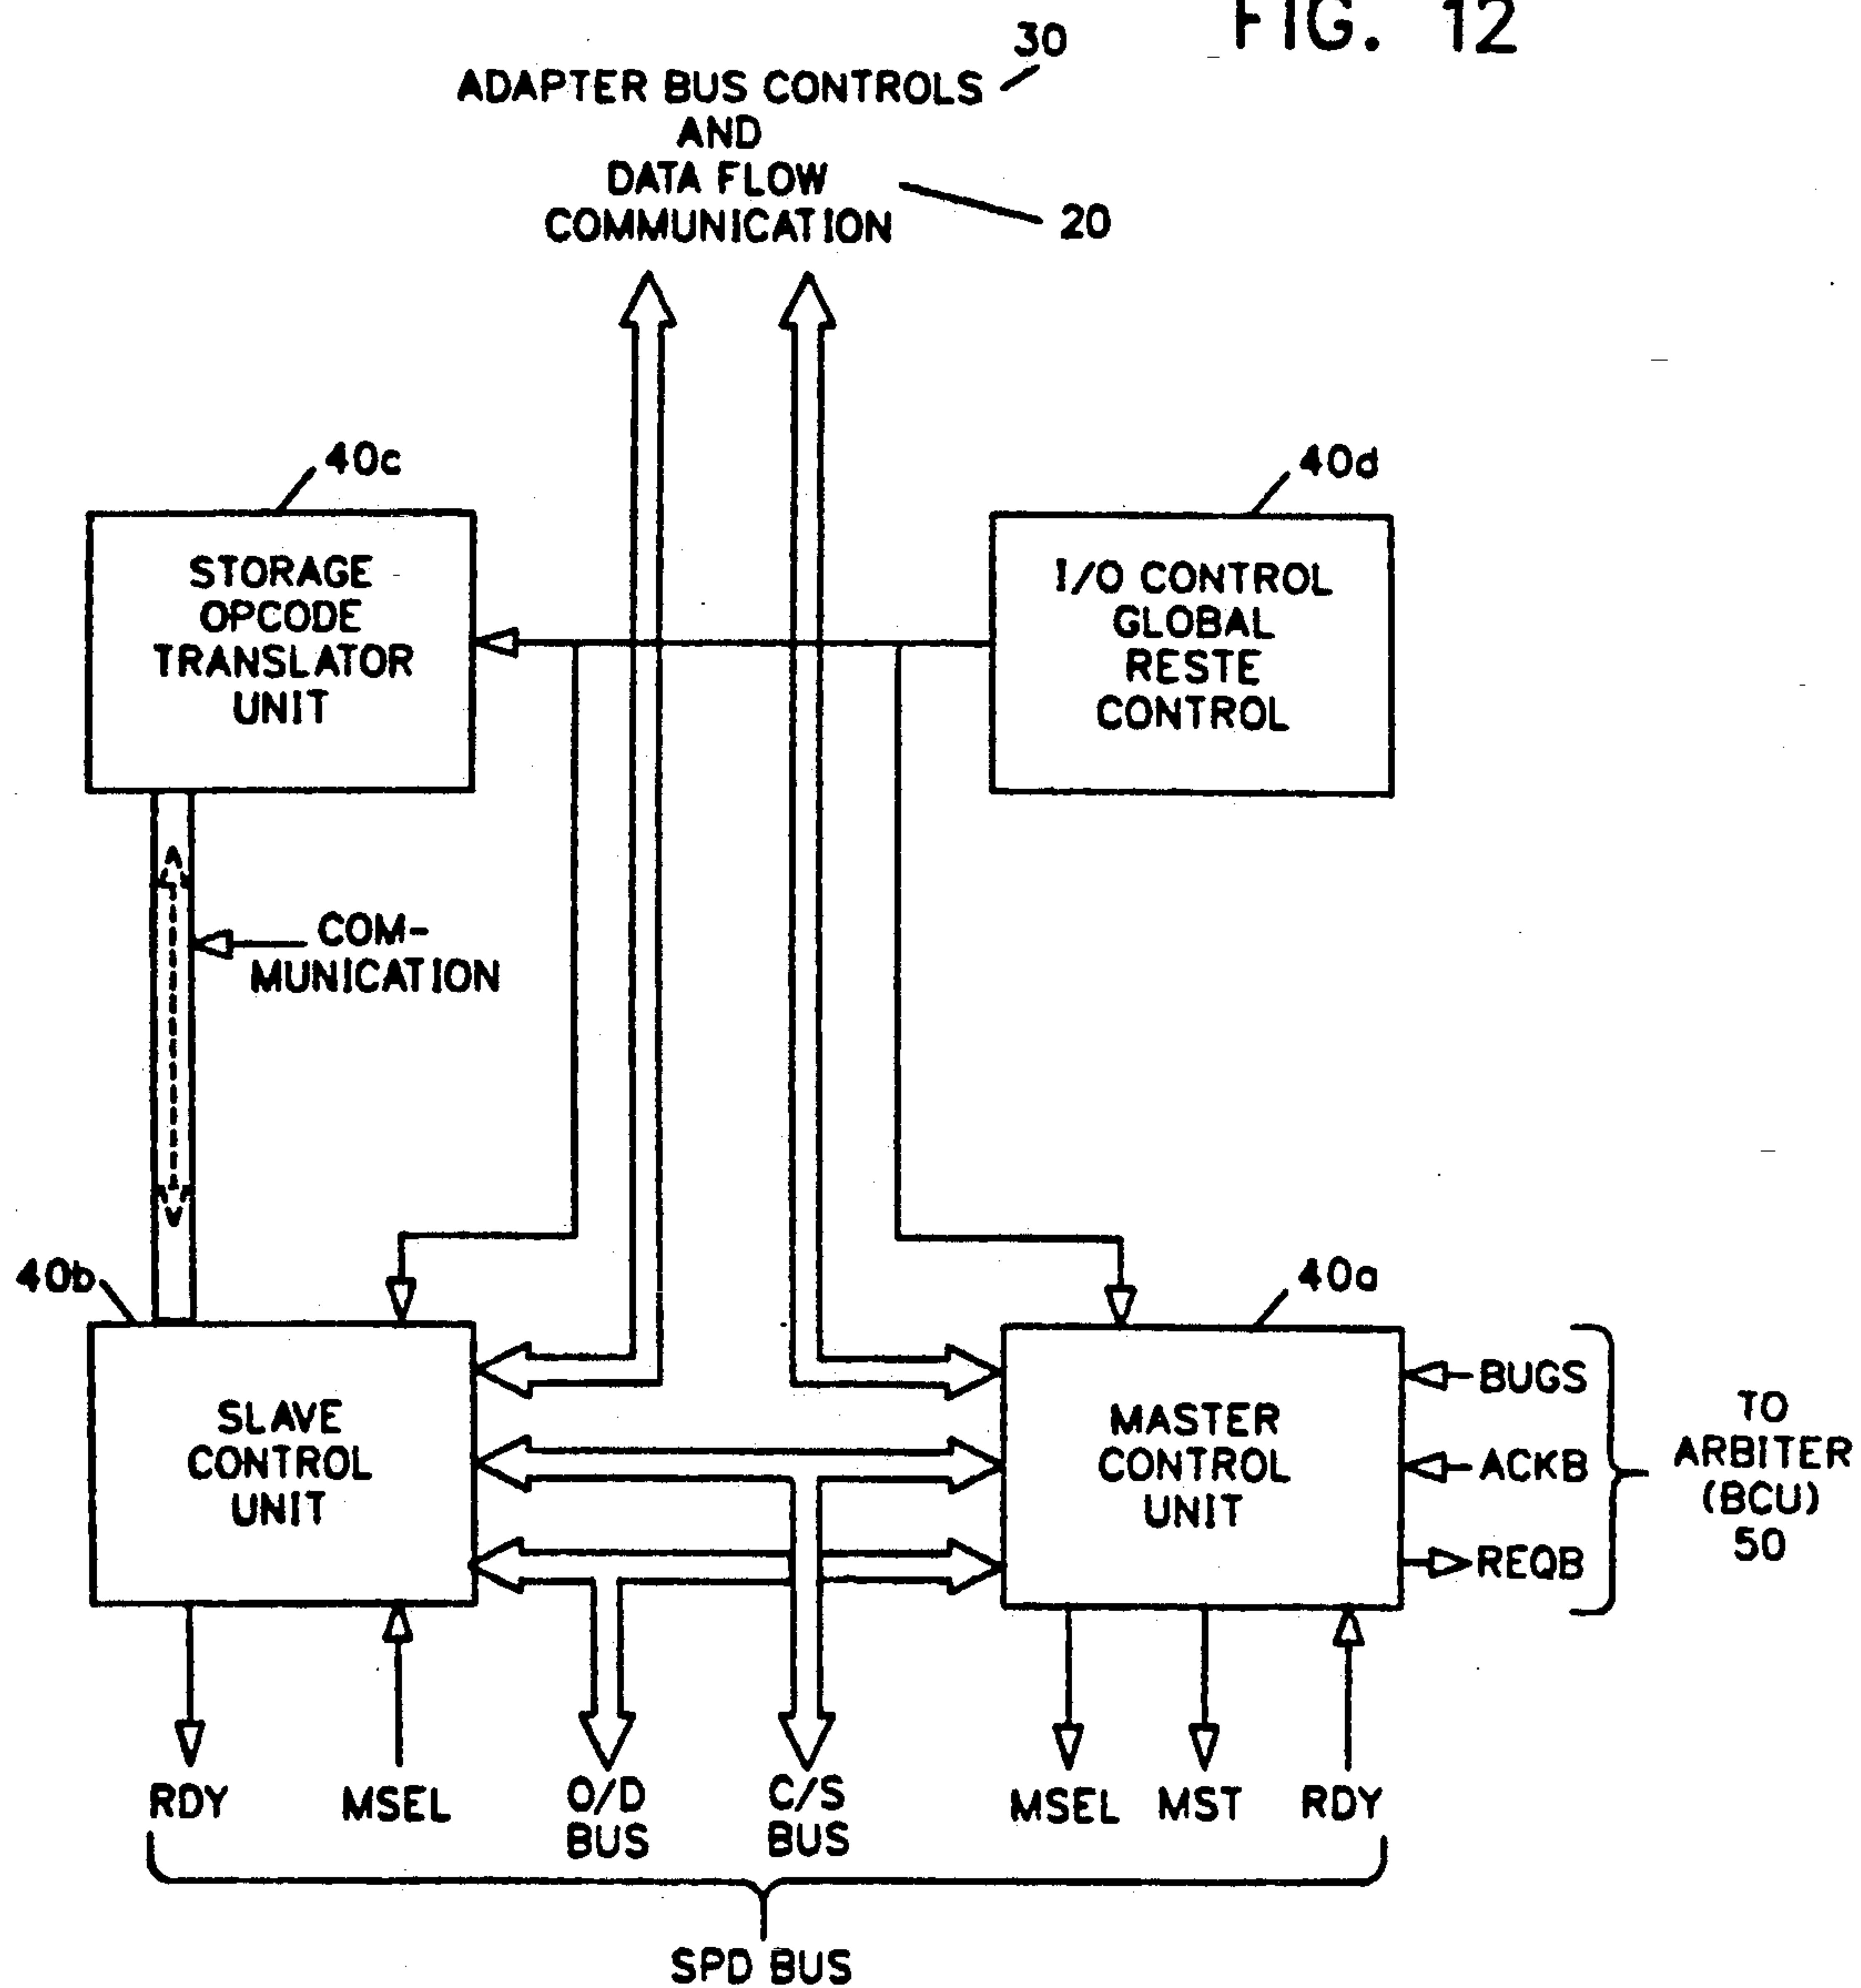 FIG. 12
30
ADAPTER BUS CONTROLS
AND
DATA FLOW
COMMUNICATION
20
40c
STORAGE
OPCODE
TRANSLATOR
UNIT
40d
I/O CONTROL
GLOBAL
RESTE
CONTROL
COM-
MUNICATION
40b
SLAVE
CONTROL
UNIT
40a
MASTER
CONTROL
UNIT
BUGS
ACKB
REQB
TO
ARBITER
(BCU)
50
RDY
MSEL
O/D
BUS
C/S
BUS
MSEL
MST
RDY
SPD BUS